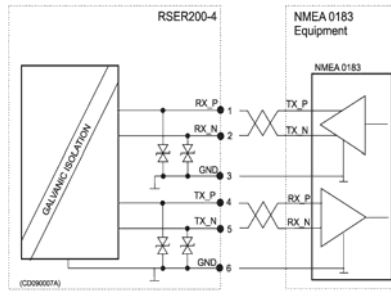 RSER200-4
NMEA 0183
Equipment
NMEA 0183
GALVANIC ISOLATION
RX_P 1 TX_P
RX_N 2 TX_N
GND 3
TX_P 4 RX_P
TX_N 5 RX_N
GND 6
(CD090007A)